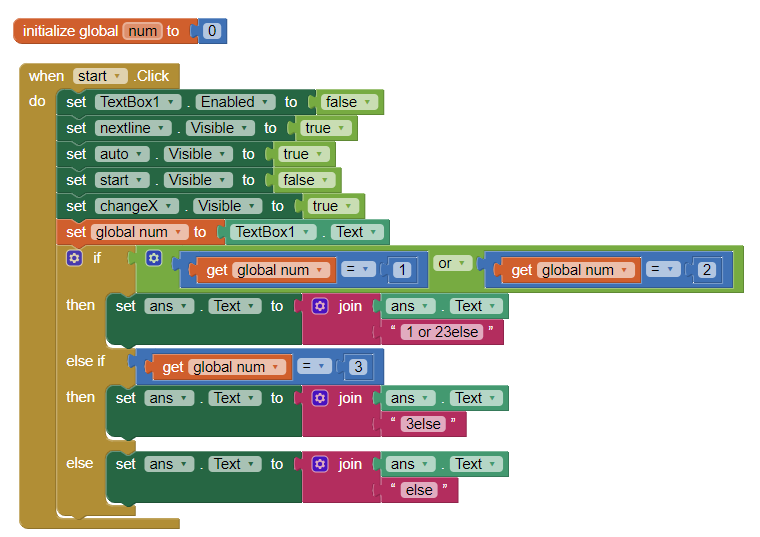 initialize global num to 0
when start .Click
do set TextBox1 . Enabled to false
set nextline . Visible to true
set auto . Visible to true
set start . Visible to false
set changeX . Visible to true
set global num to TextBox1 . Text
if get global num = 1 or get global num = 2
then set ans . Text to join ans . Text
“ 1 or 23else ”
else if get global num = 3
then set ans . Text to join ans . Text
“ 3else ”
else set ans . Text to join ans . Text
“ else ”